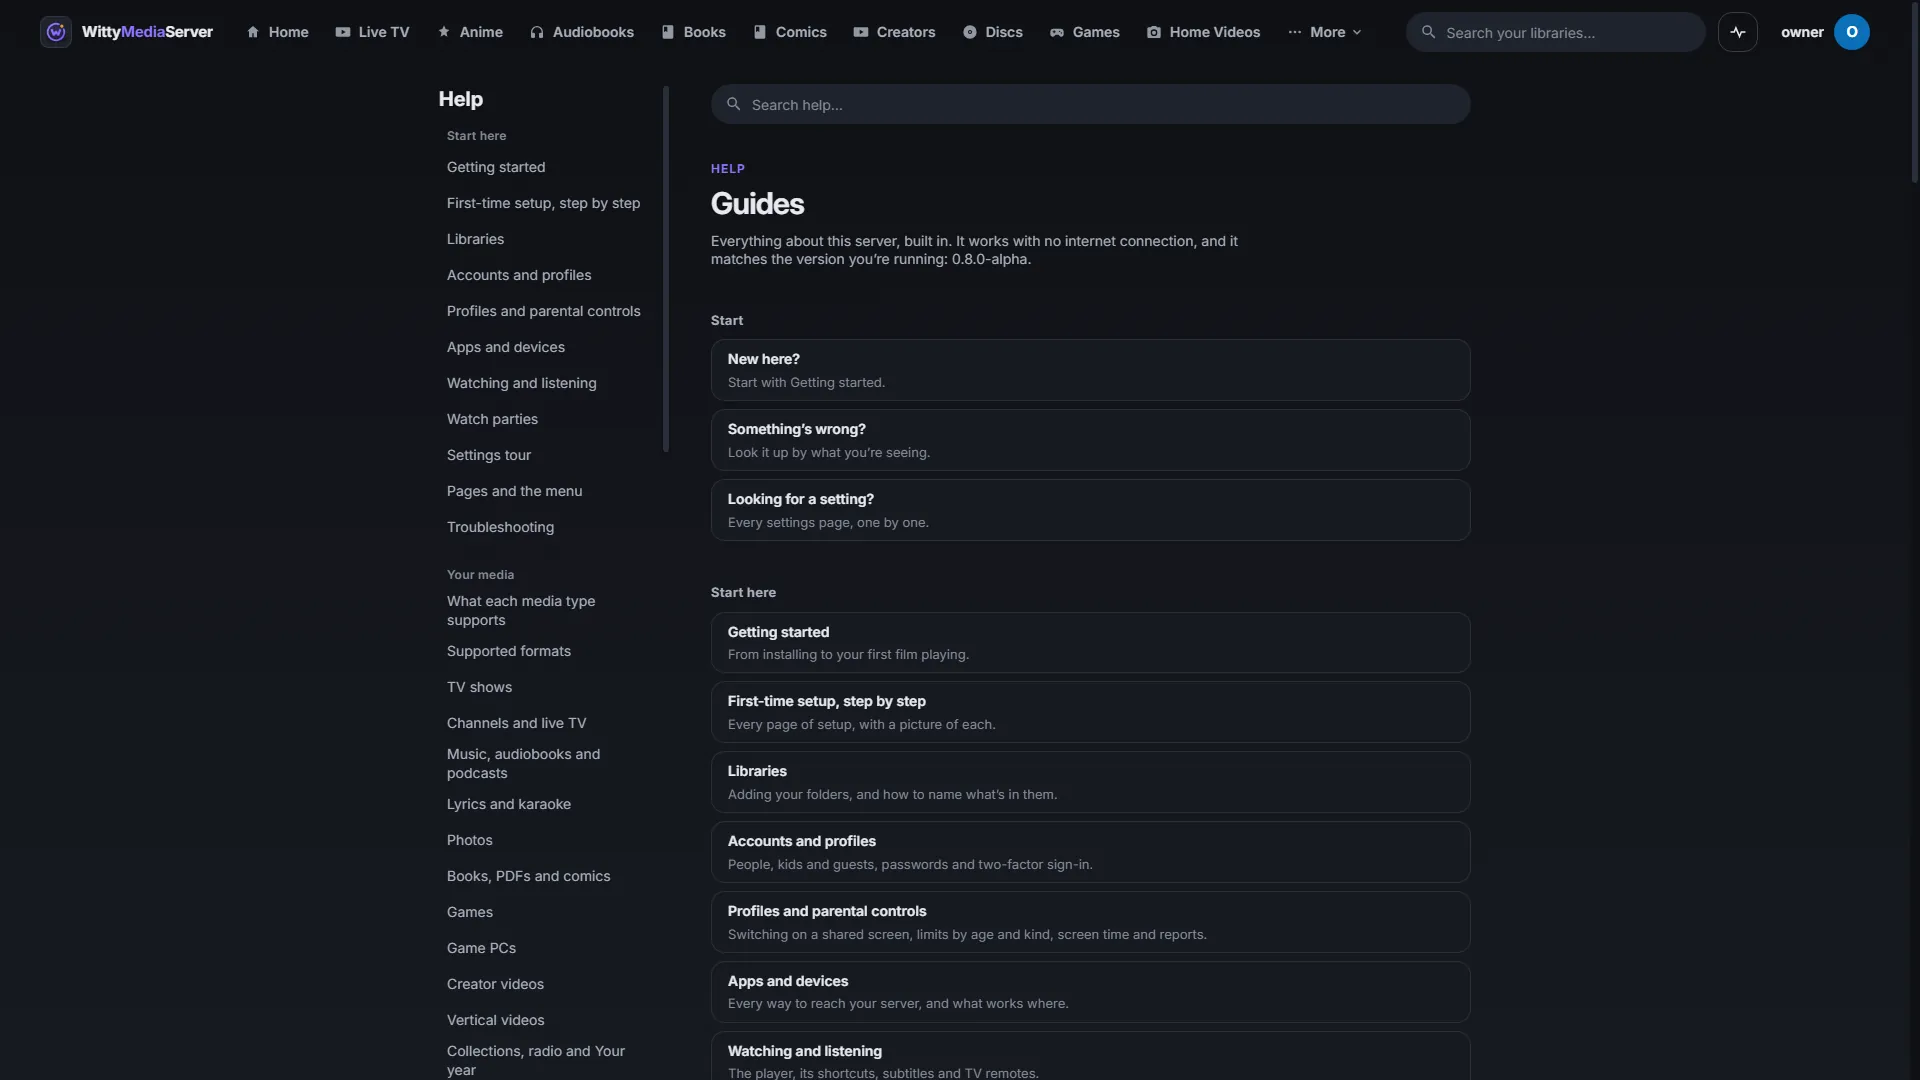 WittyMediaServer
Home
Live TV
Anime
Audiobooks
Books
Comics
Creators
Discs
Games
Home Videos
More
Search your libraries...
owner
O
Help
Start here
Getting started
First-time setup, step by step
Libraries
Accounts and profiles
Profiles and parental controls
Apps and devices
Watching and listening
Watch parties
Settings tour
Pages and the menu
Troubleshooting
Your media
What each media type
supports
Supported formats
TV shows
Channels and live TV
Music, audiobooks and
podcasts
Lyrics and karaoke
Photos
Books, PDFs and comics
Games
Game PCs
Creator videos
Vertical videos
Collections, radio and Your
year
Search help...
HELP
Guides
Everything about this server, built in. It works with no internet connection, and it
matches the version you’re running: 0.8.0-alpha.
Start
New here?
Start with Getting started.
Something’s wrong?
Look it up by what you’re seeing.
Looking for a setting?
Every settings page, one by one.
Start here
Getting started
From installing to your first film playing.
First-time setup, step by step
Every page of setup, with a picture of each.
Libraries
Adding your folders, and how to name what’s in them.
Accounts and profiles
People, kids and guests, passwords and two-factor sign-in.
Profiles and parental controls
Switching on a shared screen, limits by age and kind, screen time and reports.
Apps and devices
Every way to reach your server, and what works where.
Watching and listening
The player, its shortcuts, subtitles and TV remotes.